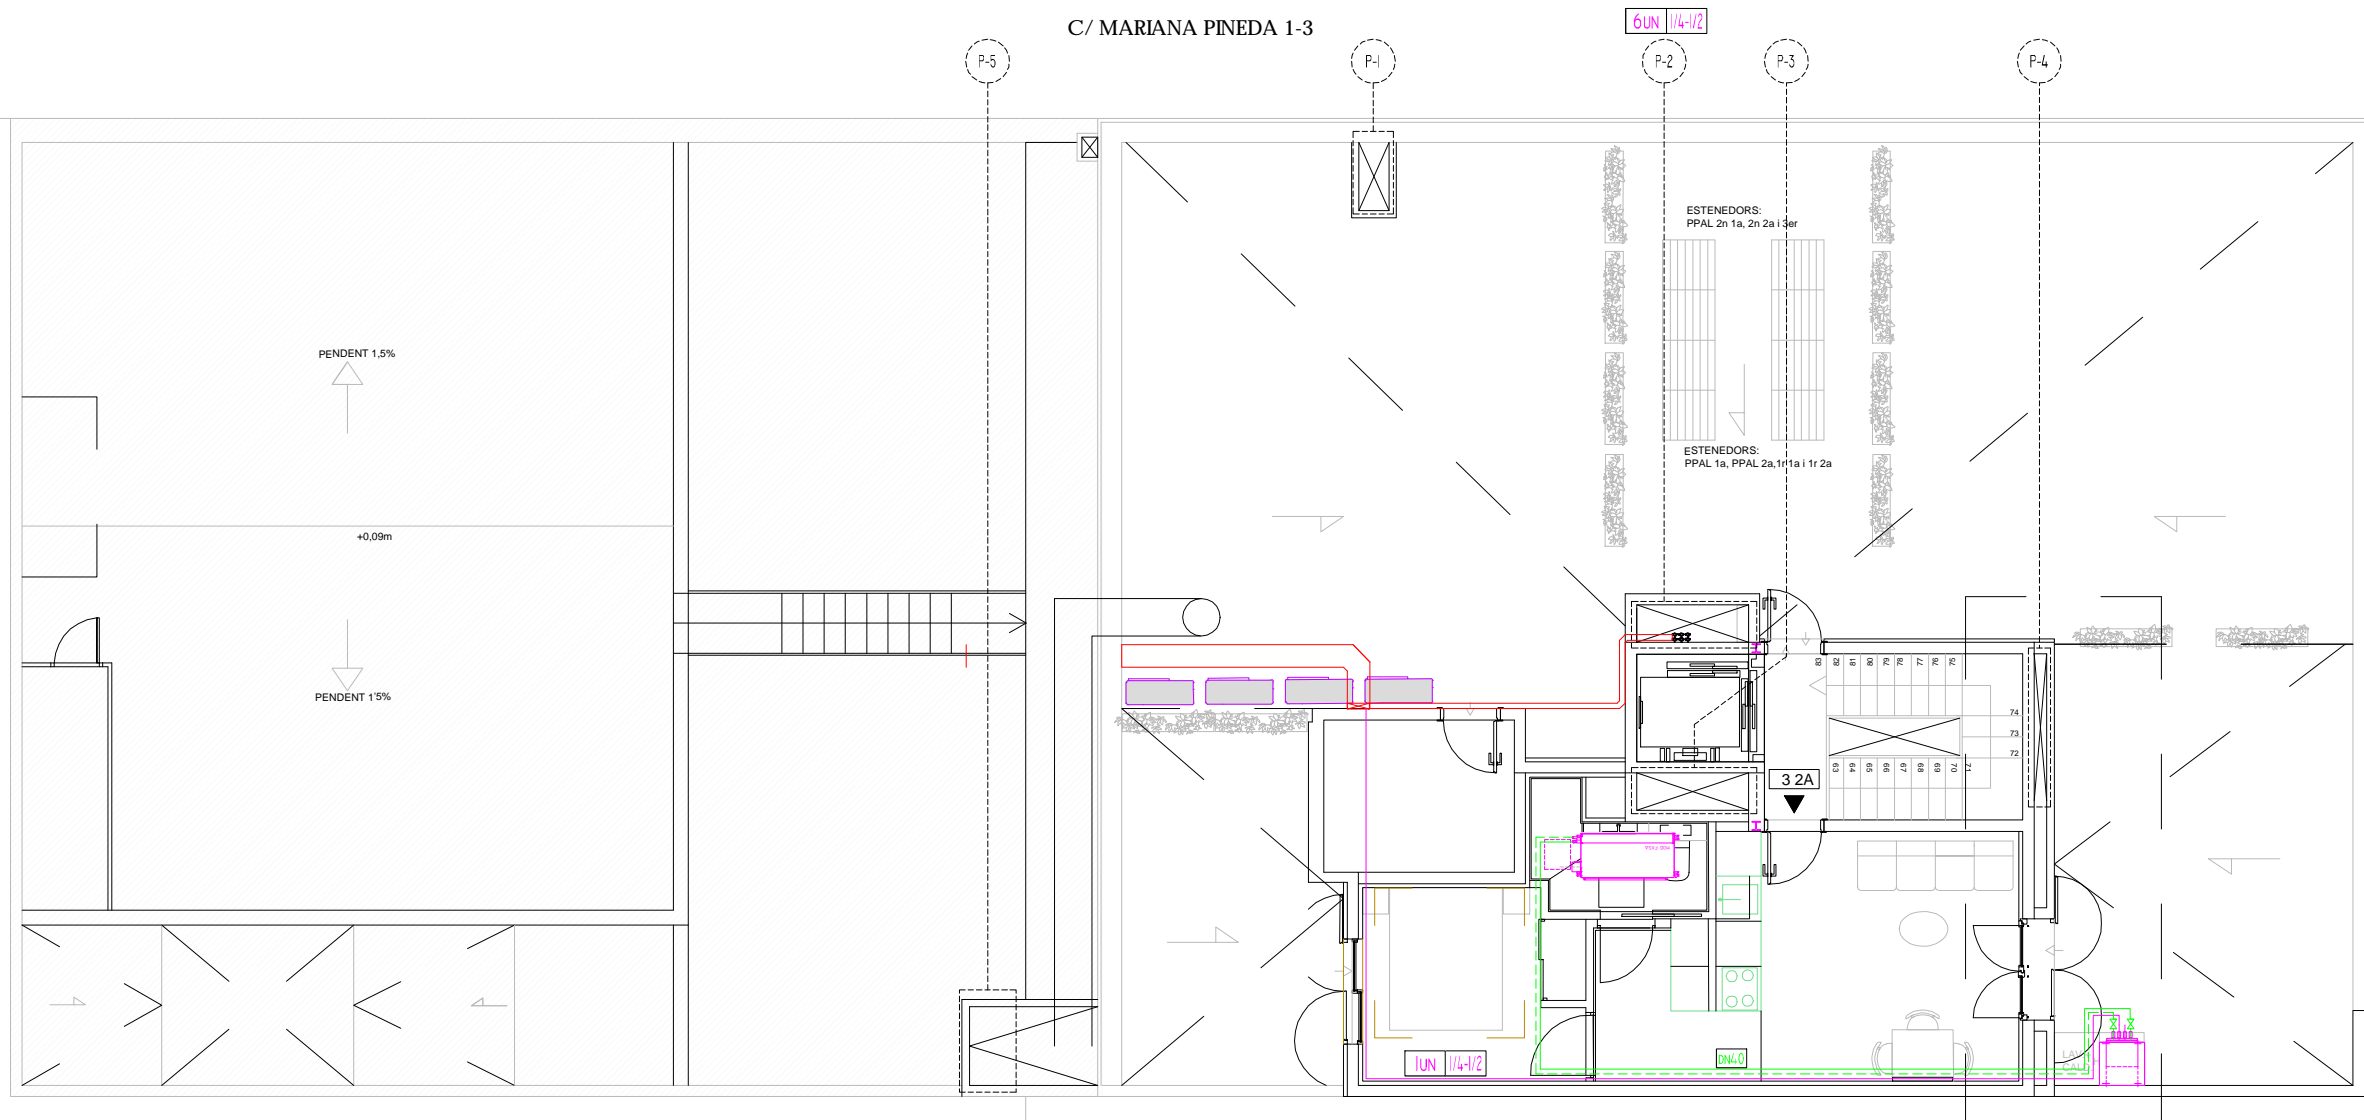 C/ MARIANA PINEDA 1-3
6UN 1/4-1/2
P-5
P-1
P-2
P-3
P-4
ESTENEDORS:
PPAL 2n 1a, 2n 2a i 3er
PENDENT 1,5%
ESTENEDORS:
PPAL 1a, PPAL 2a,1r 1a i 1r 2a
+0,09m
PENDENT 1'5%
83
82
81
80
79
78
77
76
75
74
73
72
71
70
69
68
67
66
65
64
63
3 2A
1UN 1/4-1/2
DN40